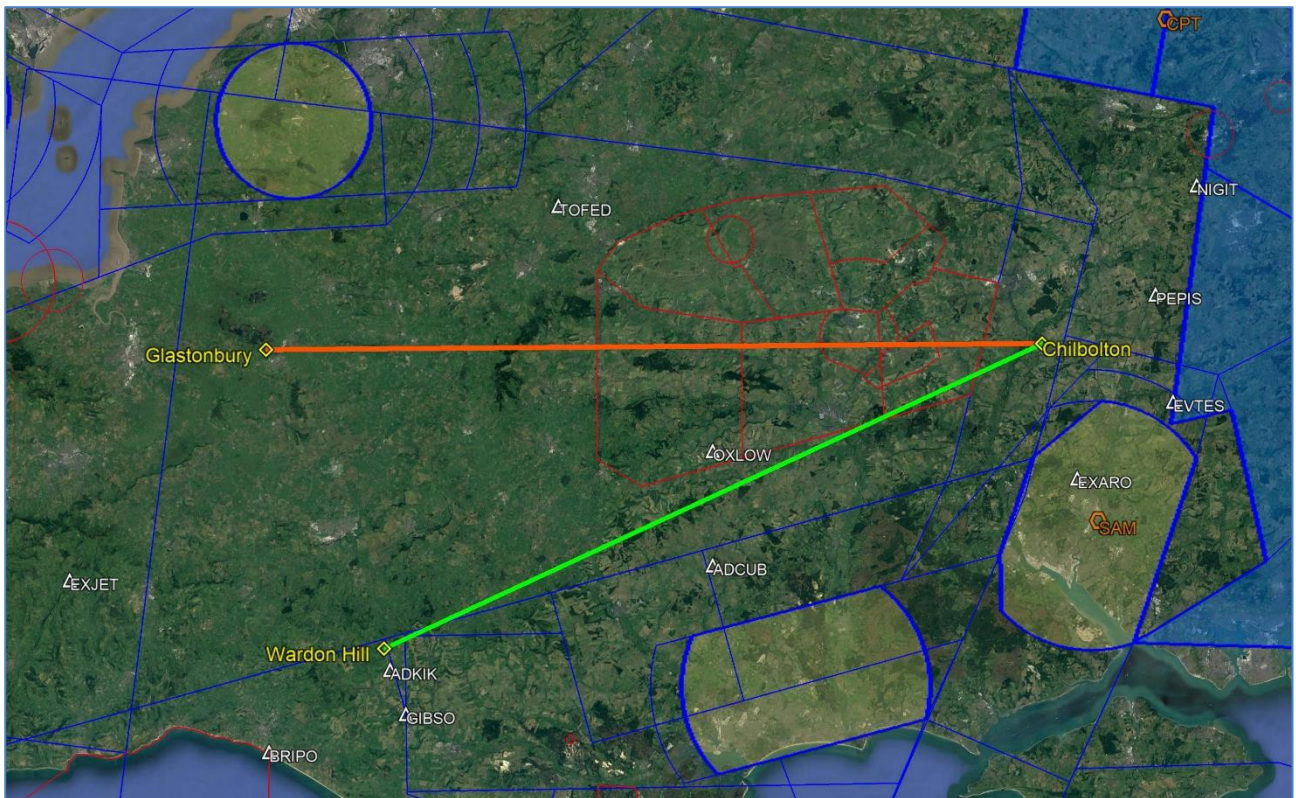 CPT
NIGIT
TOFED
PEPIS
Glastonbury
Chilbolton
EVTES
OXLOW
EXARO
SAM
ADCUB
EXJET
Wardon Hill
ADKIK
GIBSO
BRIPO